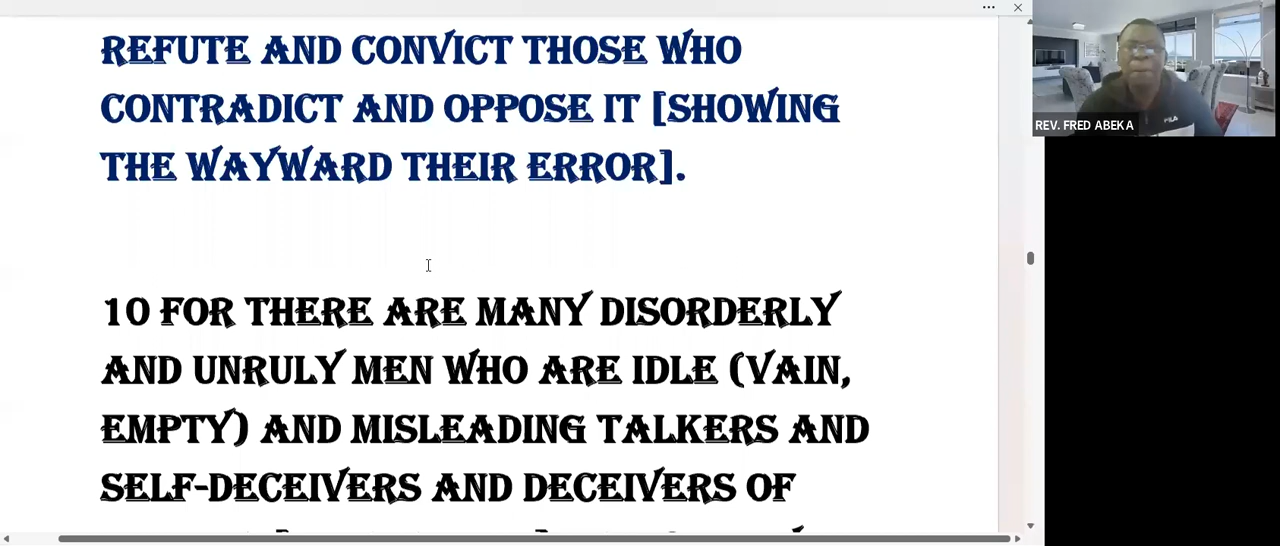 REFUTE AND CONVICT THOSE WHO
CONTRADICT AND OPPOSE IT [SHOWING
THE WAYWARD THEIR ERROR].
10 FOR THERE ARE MANY DISORDERLY
AND UNRULY MEN WHO ARE IDLE (VAIN,
EMPTY) AND MISLEADING TALKERS AND
SELF-DECEIVERS AND DECEIVERS OF
REV. FRED ABEKA
FILA